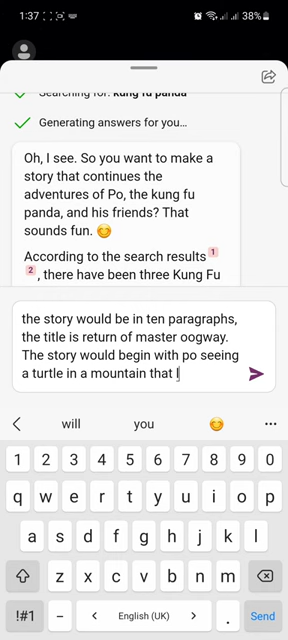 1:37
38%
Searching for: kung fu panda
Generating answers for you...
Oh, I see. So you want to make a
story that continues the
adventures of Po, the kung fu
panda, and his friends? That
sounds fun. 😊
According to the search results 1
2 , there have been three Kung Fu
the story would be in ten paragraphs,
the title is return of master oogway.
The story would begin with po seeing
a turtle in a mountain that l
will you 😊 ...
1 2 3 4 5 6 7 8 9 0
q w e r t y u i o p
a s d f g h j k l
z x c v b n m
!#1 – < English (UK) > . Send